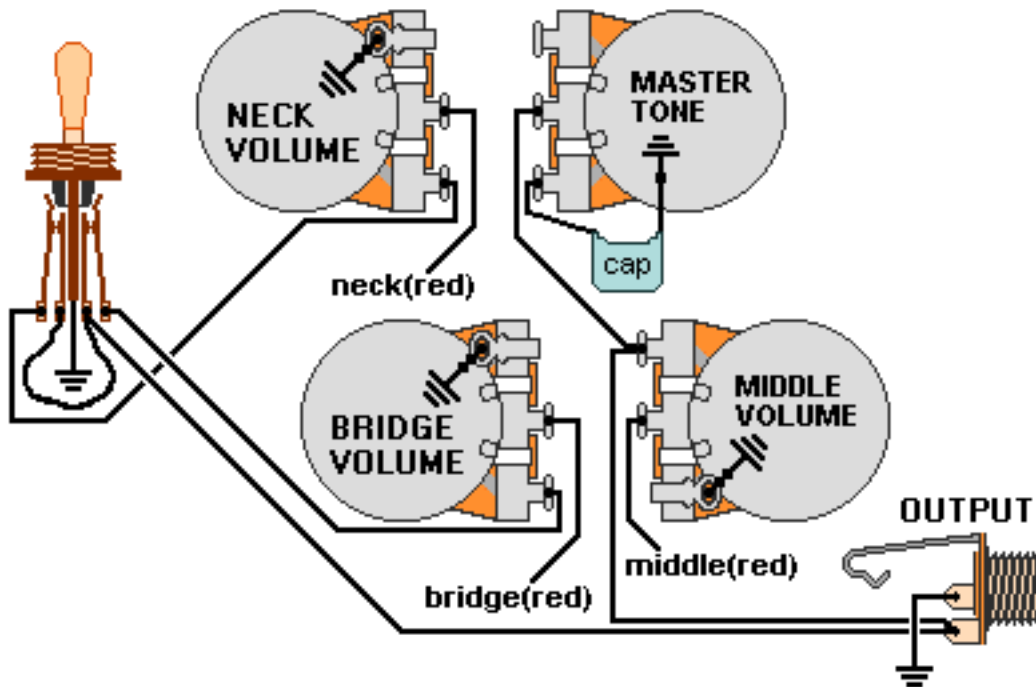 NECK
VOLUME
MASTER
TONE
cap
neck(red)
BRIDGE
VOLUME
MIDDLE
VOLUME
OUTPUT
middle(red)
bridge(red)